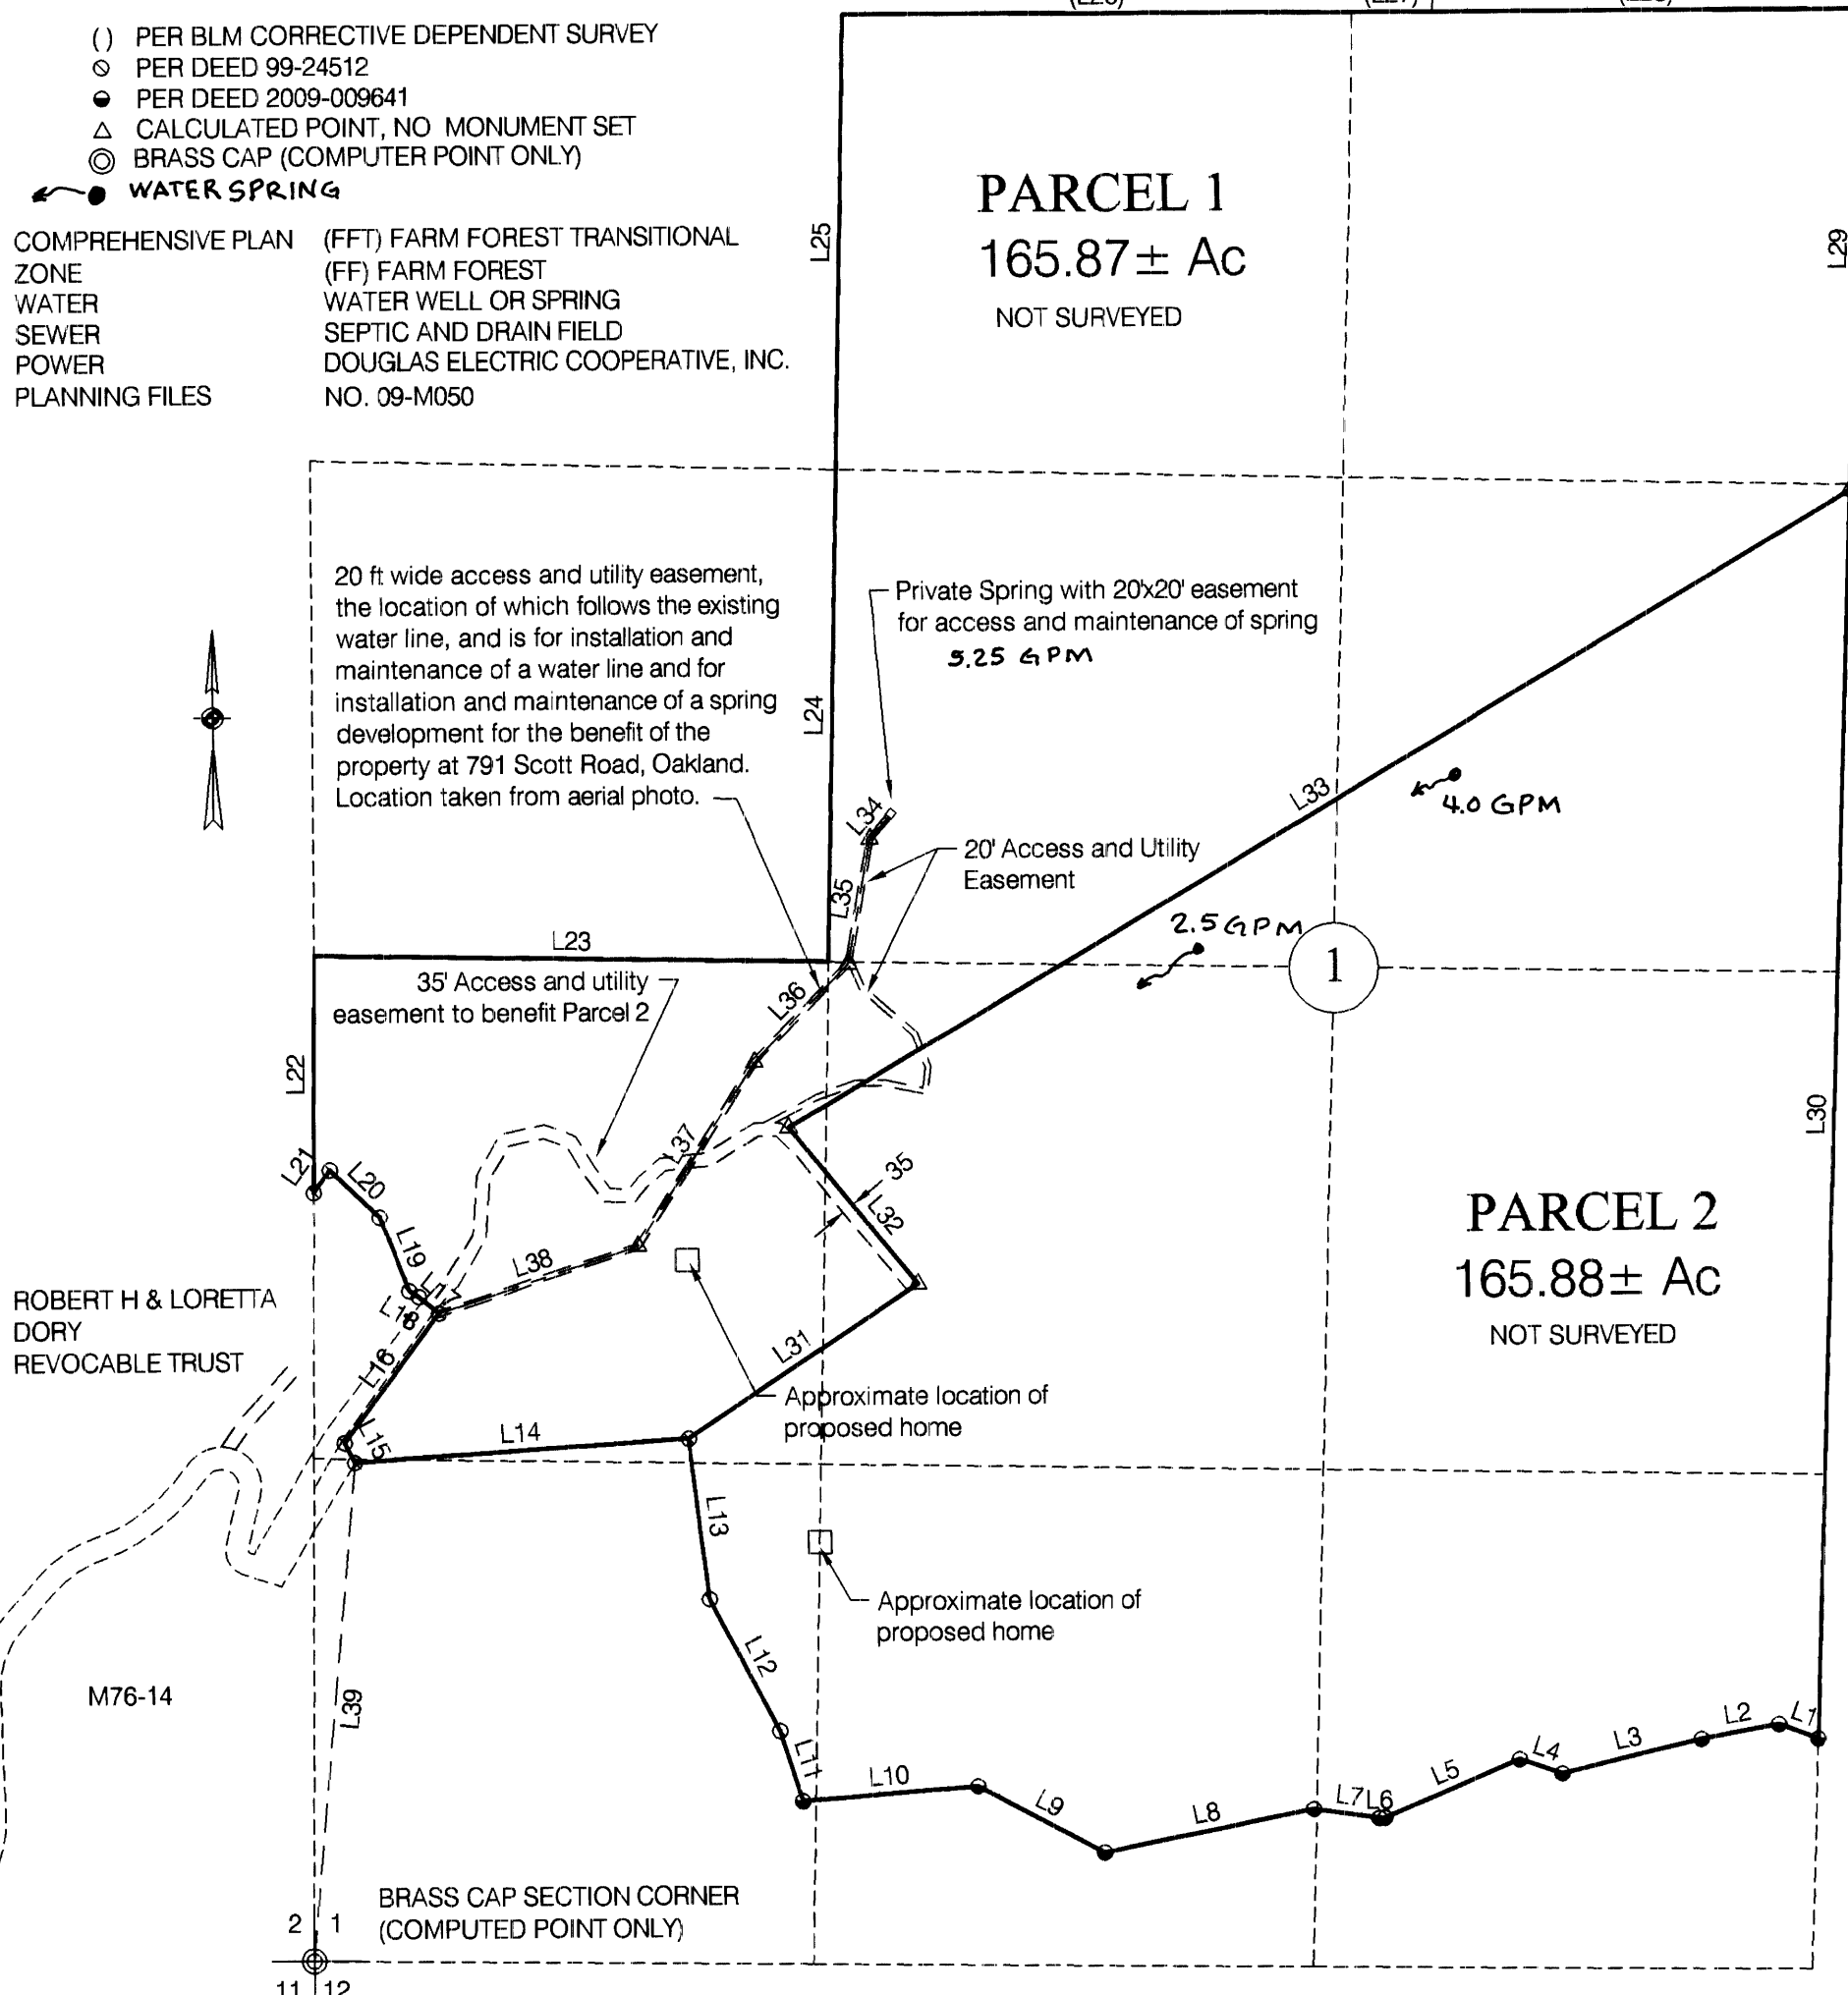 ( ) PER BLM CORRECTIVE DEPENDENT SURVEY
PER DEED 99-24512
PER DEED 2009-009641
CALCULATED POINT, NO MONUMENT SET
BRASS CAP (COMPUTER POINT ONLY)
WATER SPRING
COMPREHENSIVE PLAN (FFT) FARM FOREST TRANSITIONAL
ZONE (FF) FARM FOREST
WATER WATER WELL OR SPRING
SEWER SEPTIC AND DRAIN FIELD
POWER DOUGLAS ELECTRIC COOPERATIVE, INC.
PLANNING FILES NO. 09-M050
L25
PARCEL 1
165.87± Ac
NOT SURVEYED
L29
20 ft wide access and utility easement,
the location of which follows the existing
water line, and is for installation and
maintenance of a water line and for
installation and maintenance of a spring
development for the benefit of the
property at 791 Scott Road, Oakland.
Location taken from aerial photo.
L24
Private Spring with 20'x20' easement
for access and maintenance of spring
5.25 GPM
L33
4.0 GPM
L34
20' Access and Utility
Easement
L35
2.5 GPM
1
L23
35' Access and utility
easement to benefit Parcel 2
L36
L22
L30
L37
L21
L20
35
L32
L19
L38
L17
L18
PARCEL 2
165.88± Ac
NOT SURVEYED
ROBERT H & LORETTA
DORY
REVOCABLE TRUST
L16
L31
Approximate location of
proposed home
L15
L14
L13
Approximate location of
proposed home
L12
M76-14
L39
L11
L10
L9
L8
L7
L6
L5
L4
L3
L2
L1
BRASS CAP SECTION CORNER
(COMPUTED POINT ONLY)
2 1
11 12